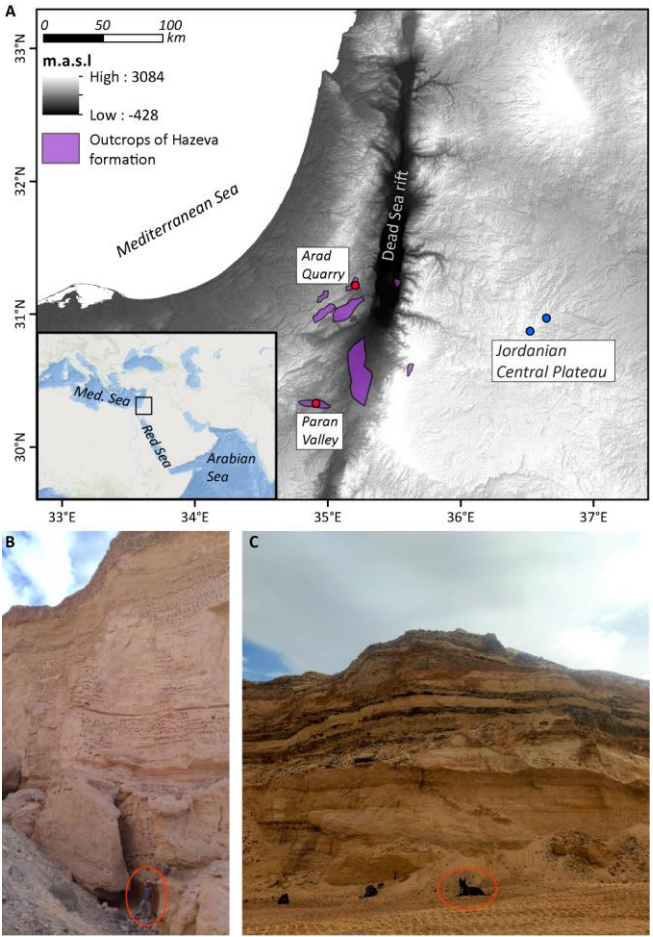 A
0 50 100
km
m.a.s.l
High : 3084
Low : -428
Outcrops of Hazeva
formation
33°N
32°N
31°N
30°N
Mediterranean Sea
Dead Sea rift
Arad
Quarry
Jordanian
Central Plateau
Paran
Valley
Med. Sea
Red Sea
Arabian
Sea
33°E 34°E 35°E 36°E 37°E
B
C